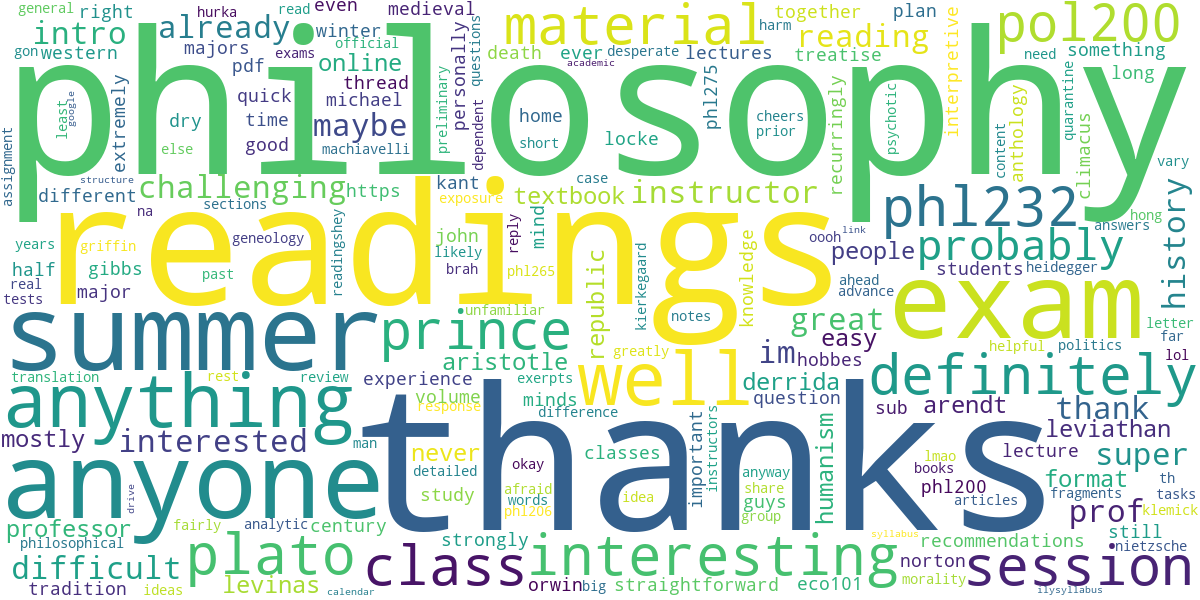 general hurka read even medieval material together plan pol200
right winter questions harm interpretive
intro already official personally death ever desperate lectures reading treatise need something
gon western majors exams thread academic long
philosophy
pdf online preliminary phl275 quarantine
least google extremely quick michael dependent home cheers prior recurringly psychotic content anthology climacus
dry time maybe short locke
assignment else good machiavelli vary
structure case
different challenging https kant exposure textbook instructor phl232 history
na sections mind hong answers
readings
years geneology readingshey john reply oooh link people probably
half griffin gibbs past likely phl265 republic knowledge students heidegger
real major brah kierkegaard ahead advance
tests unfamiliar notes exam
summer prince great letter
greatly im easy helpful politics far
aristotle well hobbes lol
translation rest review experience exerpts derrida definitely
anything volume minds question sub arendt thank
response difference
mostly interested man never important instructors humanism lecture leviathan
anyone thanks
detailed okay classes anyway lmao format super
drive study afraid idea share guys books phl200 th
words phl206 group articles fragments tasks
professor fairly analytic century syllabus prof klemick
philosophical strongly recommendations still
difficult plato class interesting norton nietzsche session
tradition ideas levinas orwin big straightforward eco101 morality
calendar ilysyllabus